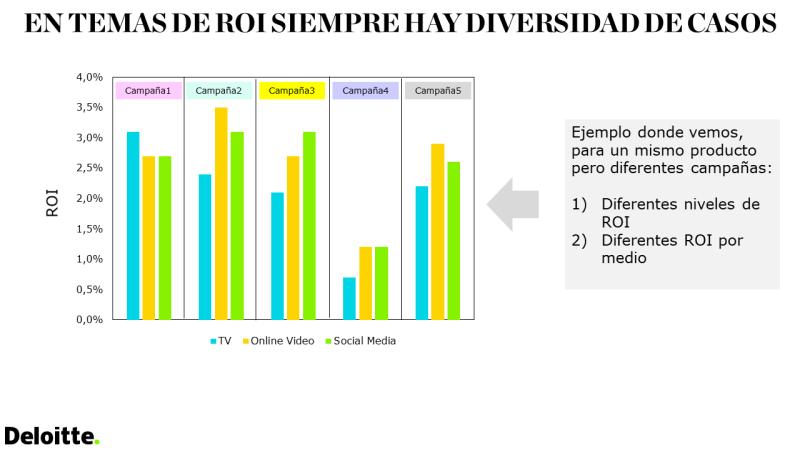 EN TEMAS DE ROI SIEMPRE HAY DIVERSIDAD DE CASOS
4,0%
3,5%
3,0%
2,5%
2,0%
1,5%
1,0%
0,5%
0,0%
ROI
Campaña1 Campaña2 Campaña3 Campaña4 Campaña5
TV Online Video Social Media
Ejemplo donde vemos,
para un mismo producto
pero diferentes campañas:
1) Diferentes niveles de
ROI
2) Diferentes ROI por
medio
Deloitte.